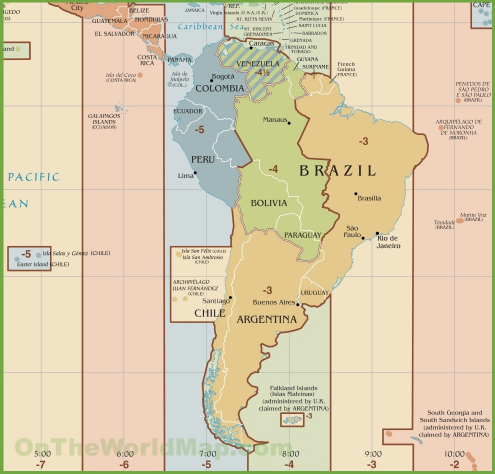 Mexico
City
BELIZE
HONDURAS
GUATEMALA
EL SALVADOR
NICARAGUA
COSTA
RICA
PANAMA
JAMAICA
REP.
Caribbean Sea
ST. KITTS NEVIS
ST. VINCENT
GRENADINES
Guadeloupe (FRANCE)
DOMINICA
Martinique (FRANCE)
SAINT LUCIA
BARBADOS
GRENADA
TRINIDAD AND
TOBAGO
GUYANA
SURINAME
French
Guiana
(FRANCE)
CAPE
Caracas
VENEZUELA
-4½
Isla del Coco
(COSTA RICA)
Isla de
Malpelo
(COL.)
Bogotá
COLOMBIA
GALAPAGOS
ISLANDS
(ECUADOR)
ECUADOR
-5
PERU
Lima
Manaus
-4
-3
BRAZIL
Brasília
BOLIVIA
PARAGUAY
São
Paulo
Rio de
Janeiro
PENEDOS DE
SÃO PEDRO
E SÃO PAULO
(BRAZIL)
ARQUIPÉLAGO DE
FERNANDO
DE NORONHA
(BRAZIL)
Trindade
(BRAZIL)
Martin Vaz
(BRAZIL)
PACIFIC
EAN
-5
Isla Salas y Gómez (CHILE)
Easter Island (CHILE)
Isla San Félix (CHILE)
Isla San Ambrosio
(CHILE)
ARCHIPIÉLAGO
JUAN FERNÁNDEZ
(CHILE)
Santiago
CHILE
-3
Buenos Aires
URUGUAY
ARGENTINA
Falkland Islands
(Islas Malvinas)
(administered by U.K.
claimed by ARGENTINA)
-3
South Georgia and
South Sandwich Islands
(administered by U.K.
claimed by ARGENTINA)
OnTheWorldMap.com
5:00
6:00
7:00
8:00
9:00
10:00
-7
-6
-5
-4
-3
-2